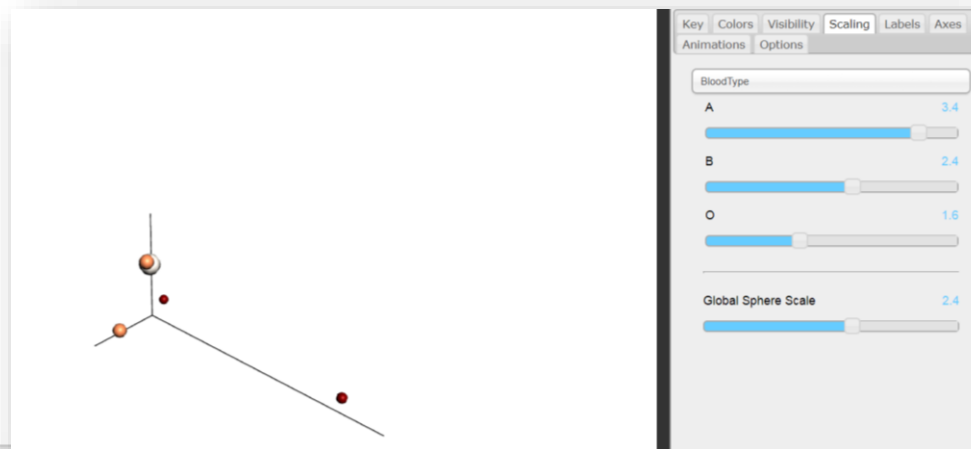 Key Colors Visibility Scaling Labels Axes
Animations Options
BloodType
A 3.4
B 2.4
O 1.6
Global Sphere Scale 2.4